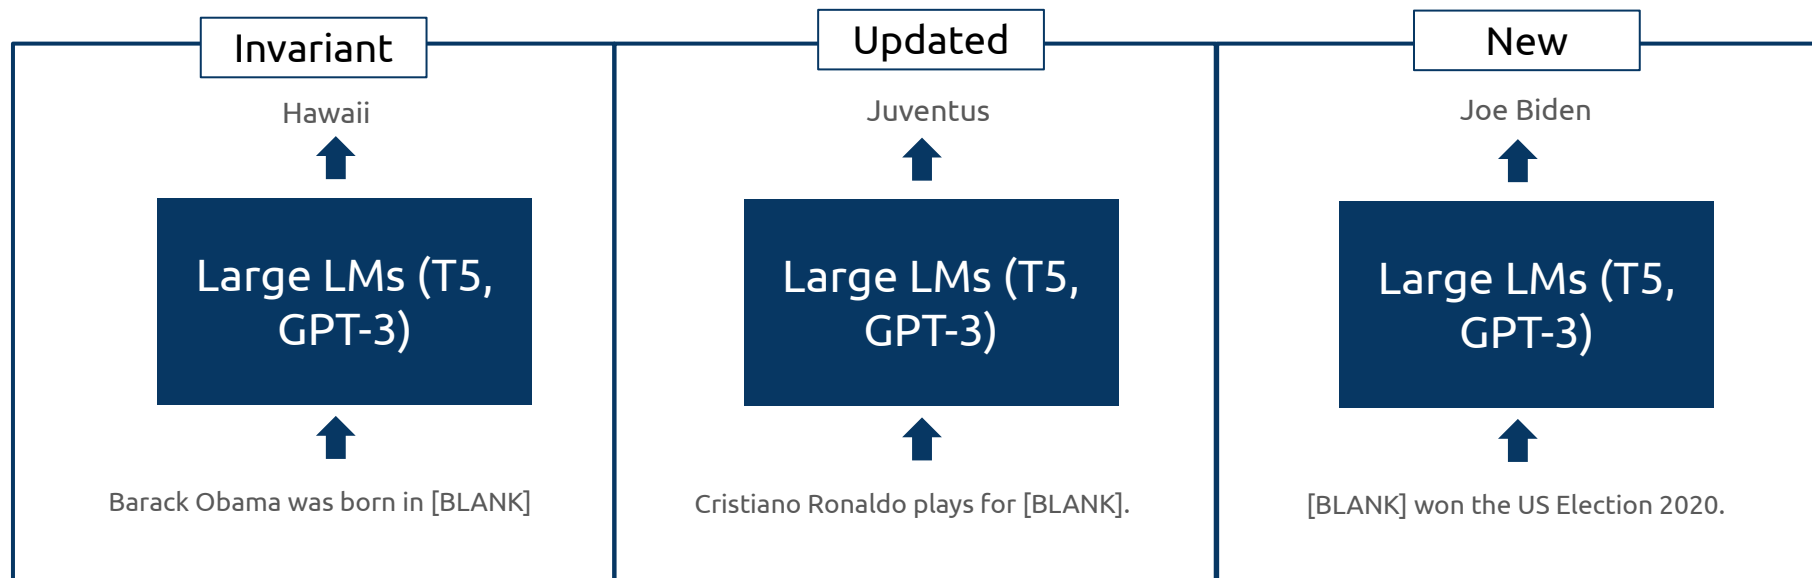 Invariant
Hawaii
Large LMs (T5,
GPT-3)
Barack Obama was born in [BLANK]
Updated
Juventus
Large LMs (T5,
GPT-3)
Cristiano Ronaldo plays for [BLANK].
New
Joe Biden
Large LMs (T5,
GPT-3)
[BLANK] won the US Election 2020.